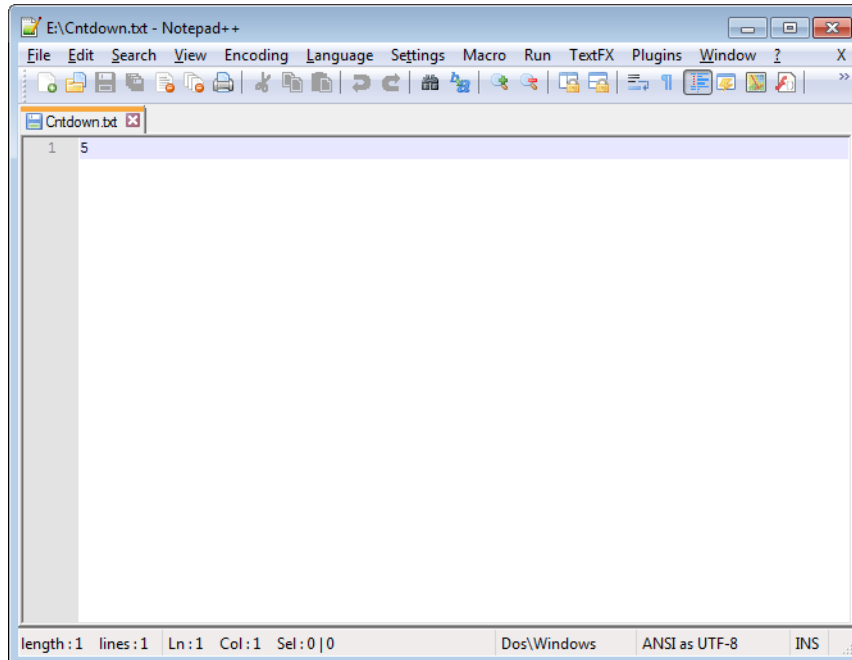 E:\Cntdown.txt - Notepad++
File Edit Search View Encoding Language Settings Macro Run TextFX Plugins Window ? X
Cntdown.txt
1 5
length : 1 lines : 1 Ln : 1 Col : 1 Sel : 0 | 0 Dos\Windows ANSI as UTF-8 INS